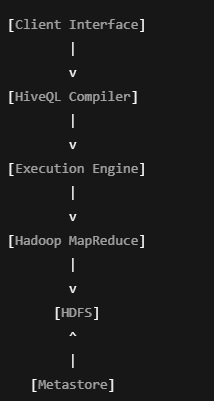 [Client Interface]
|
v
[HiveQL Compiler]
|
v
[Execution Engine]
|
v
[Hadoop MapReduce]
|
v
[HDFS]
^
|
[Metastore]